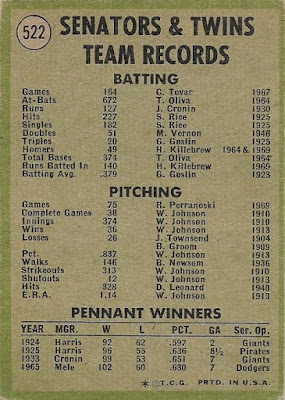 522
SENATORS & TWINS
TEAM RECORDS
BATTING
Games 164 C. Tovar 1967
At-Bats 672 T. Oliva 1964
Runs 127 J. Cronin 1930
Hits 227 S. Rice 1925
Singles 182 S. Rice 1925
Doubles 51 M. Vernon 1946
Triples 20 G. Goslin 1925
Homers 49 H. Killebrew 1964 & 1969
Total Bases 374 T. Oliva 1964
Runs Batted In 140 H. Killebrew 1969
Batting Avg. .379 G. Goslin 1923
PITCHING
Games 75 R. Perranoski 1969
Complete Games 38 W. Johnson 1910
Innings 374 W. Johnson 1910
Wins 36 W. Johnson 1913
Losses 26 J. Townsend 1904
B. Groom 1909
Pct. .837 W. Johnson 1913
Walks 146 B. Newsom 1936
Strikeouts 313 W. Johnson 1910
Shutouts 12 W. Johnson 1913
Hits 328 D. Leonard 1940
E.R.A. 1.14 W. Johnson 1913
PENNANT WINNERS
YEAR MGR. W L PCT. GA W. Ser. Opp.
1924 Harris 92 62 .597 2 Giants
1925 Harris 96 55 .636 8½ Pirates
1933 Cronin 99 53 .651 7 Giants
1965 Mele 102 60 .630 7 Dodgers
* © T.C.G. PRTD. IN U.S.A.